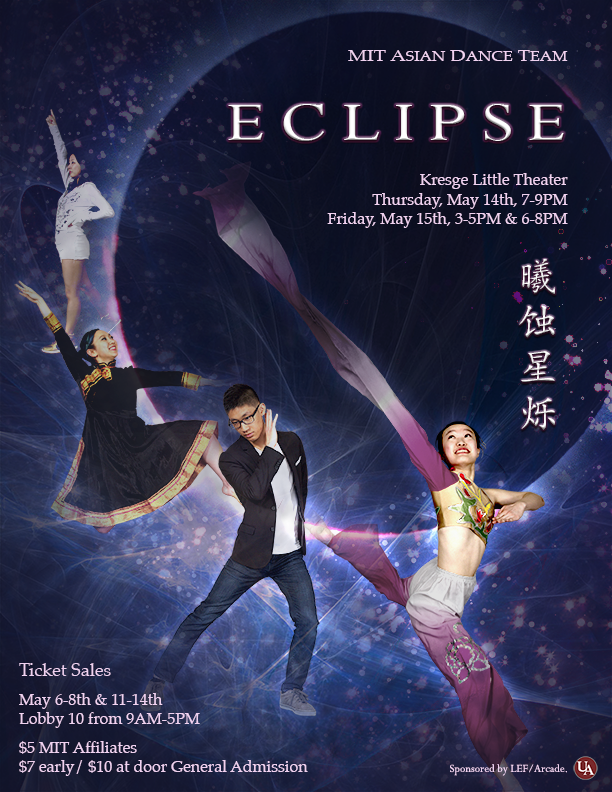 MIT ASIAN DANCE TEAM
ECLIPSE
Kresge Little Theater
Thursday, May 14th, 7-9PM
Friday, May 15th, 3-5PM & 6-8PM
曦蚀星烁
Ticket Sales
May 6-8th & 11-14th
Lobby 10 from 9AM-5PM
$5 MIT Affiliates
$7 early/ $10 at door General Admission
Sponsored by LEF/Arcade.
UA